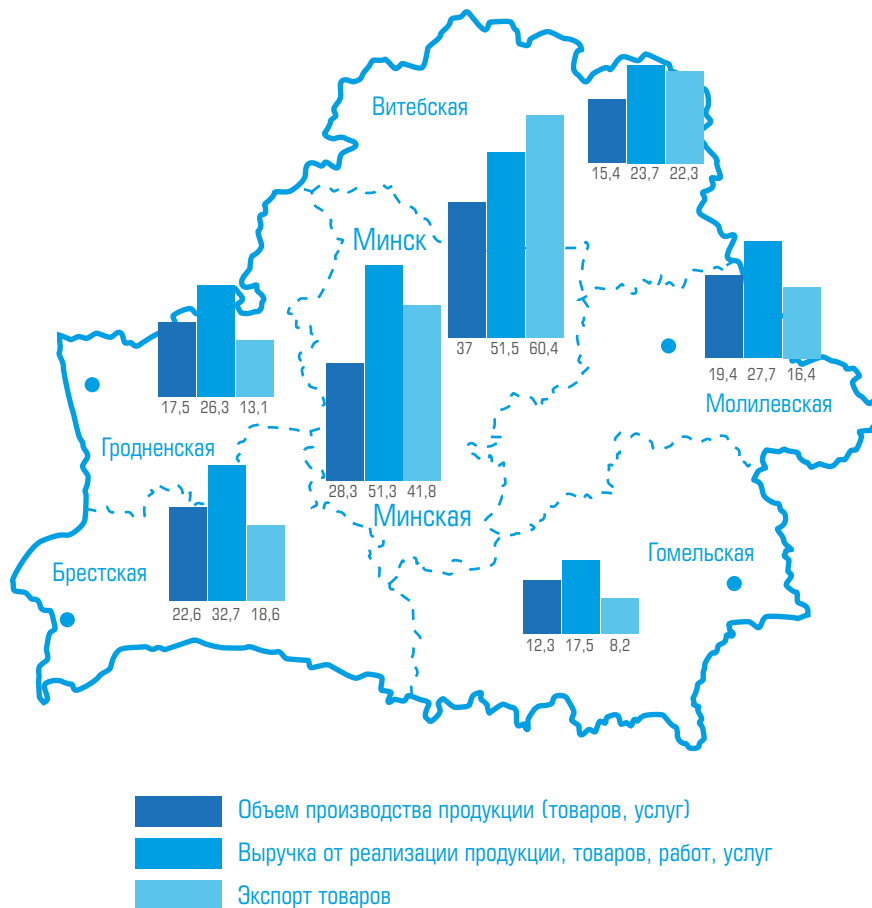 Витебская
15,4 23,7 22,3
Минск
37 51,5 60,4
19,4 27,7 16,4
Молилевская
17,5 26,3 13,1
Гродненская
28,3 51,3 41,8
Минская
Брестская
22,6 32,7 18,6
Гомельская
12,3 17,5 8,2
Объем производства продукции (товаров, услуг)
Выручка от реализации продукции, товаров, работ, услуг
Экспорт товаров